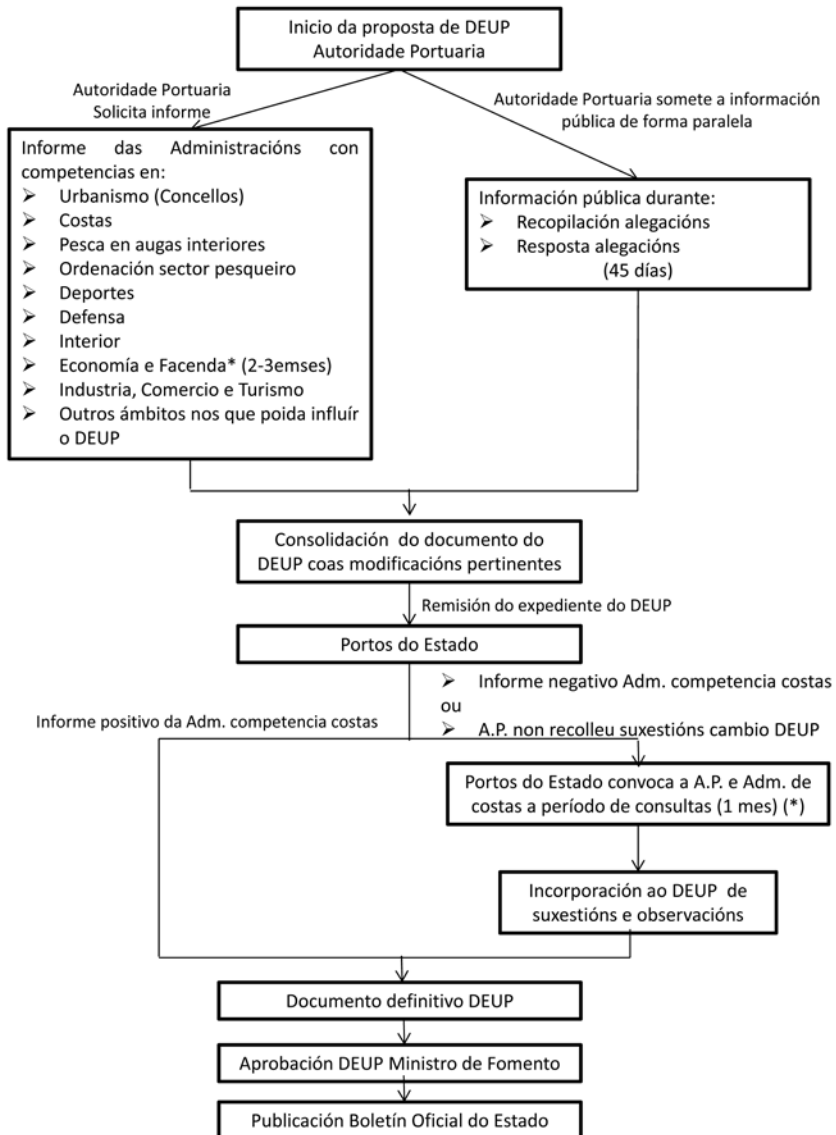 Inicio da proposta de DEUP
Autoridade Portuaria
Autoridade Portuaria
Solicita informe
Autoridade Portuaria somete a información
pública de forma paralela
Informe das Administracións con
competencias en:
➢ Urbanismo (Concellos)
➢ Costas
➢ Pesca en augas interiores
➢ Ordenación sector pesqueiro
➢ Deportes
➢ Defensa
➢ Interior
➢ Economía e Facenda* (2-3emses)
➢ Industria, Comercio e Turismo
➢ Outros ámbitos nos que poida influír
o DEUP
Información pública durante:
➢ Recopilación alegacións
➢ Resposta alegacións
(45 días)
Consolidación do documento do
DEUP coas modificacións pertinentes
Remisión do expediente do DEUP
Portos do Estado
Informe positivo da Adm. competencia costas
➢ Informe negativo Adm. competencia costas
ou
➢ A.P. non recolleu suxestións cambio DEUP
Portos do Estado convoca a A.P. e Adm. de
costas a período de consultas (1 mes) (*)
Incorporación ao DEUP de
suxestións e observacións
Documento definitivo DEUP
Aprobación DEUP Ministro de Fomento
Publicación Boletín Oficial do Estado